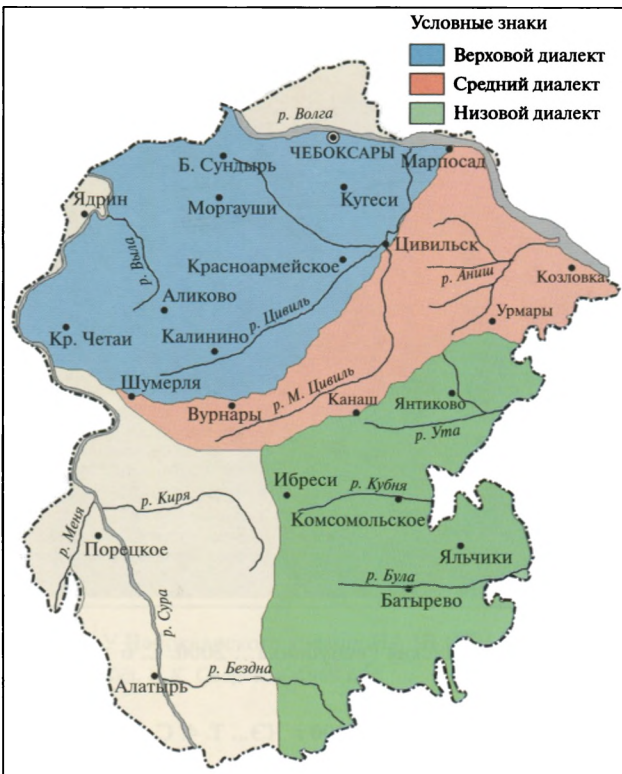 Условные знаки
Верховой диалект
Средний диалект
Низовой диалект
р. Волга
ЧЕБОКСАРЫ
Марпосад
Б. Сундырь
Ядрин
Моргауши
Кугеси
Цивильск
р. Выла
Красноармейское
р. Аниш
Козловка
Аликово
р. Цивиль
Урмары
Кр. Четаи
Калинино
Шумерля
р. М. Цивиль
Вурнары
Канаш
Янтиково
р. Ута
Ибреси
р. Кубня
р. Киря
Комсомольское
р. Меня
Порецкое
Яльчики
р. Була
Батырево
р. Сура
р. Бездна
Алатырь